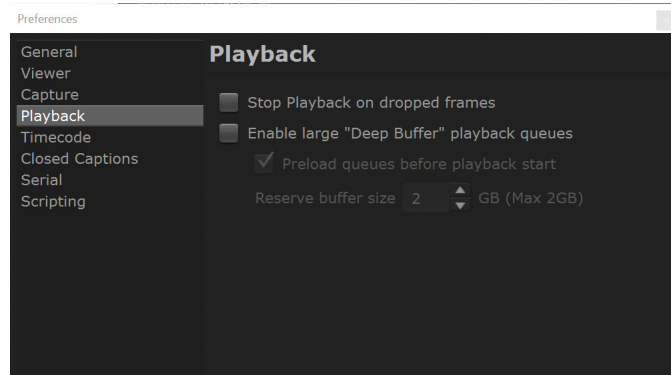 Preferences
General
Viewer
Capture
Playback
Timecode
Closed Captions
Serial
Scripting
Playback
Stop Playback on dropped frames
Enable large "Deep Buffer" playback queues
Preload queues before playback start
Reserve buffer size 2 GB (Max 2GB)